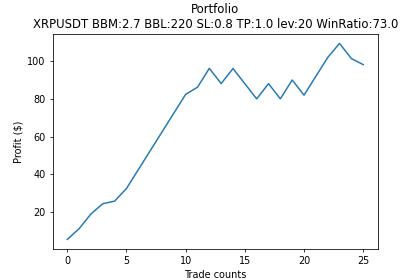 Portfolio
XRPUSDT BBM:2.7 BBL:220 SL:0.8 TP:1.0 lev:20 WinRatio:73.0
Profit ($)
100
80
60
40
20
0 5 10 15 20 25
Trade counts